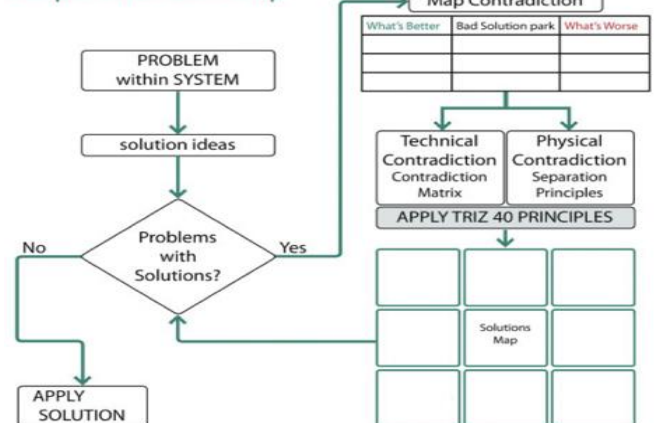 Map Contradiction
What's Better Bad Solution park What's Worse
PROBLEM
within SYSTEM
solution ideas
Technical
Contradiction
Contradiction
Matrix
Physical
Contradiction
Separation
Principles
APPLY TRIZ 40 PRINCIPLES
No
Problems
with
Solutions?
Yes
Solutions
Map
APPLY
SOLUTION